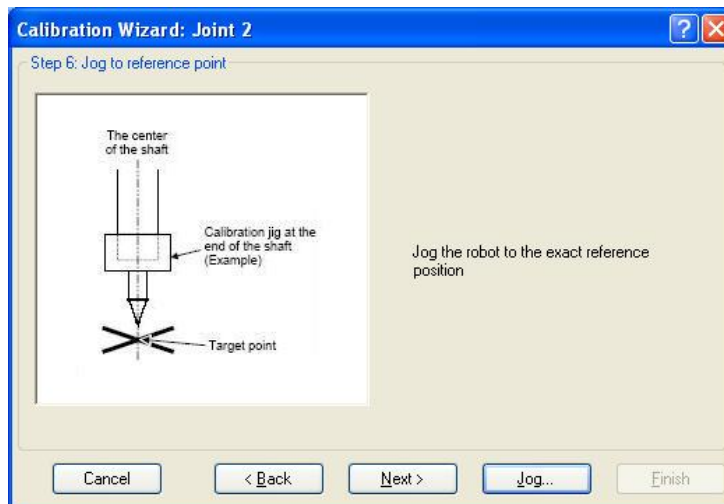 Calibration Wizard: Joint 2
Step 6: Jog to reference point
The center
of the shaft
Calibration jig at the
end of the shaft
(Example)
Target point
Jog the robot to the exact reference
position
Cancel
< Back
Next >
Jog...
Finish